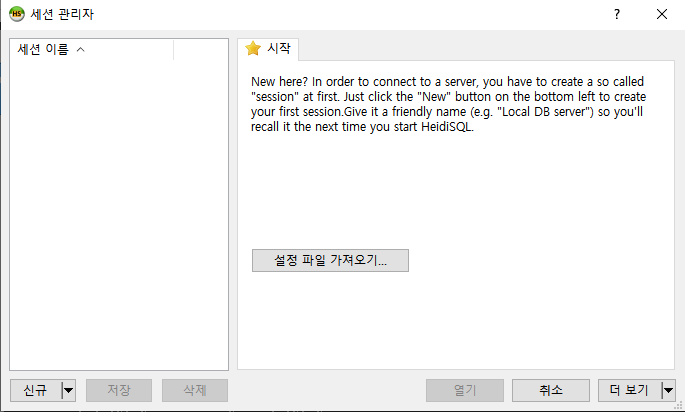 세션 관리자
세션 이름
시작
New here? In order to connect to a server, you have to create a so called
"session" at first. Just click the "New" button on the bottom left to create
your first session.Give it a friendly name (e.g. "Local DB server") so you'll
recall it the next time you start HeidiSQL.
설정 파일 가져오기...
신규 저장 삭제 열기 취소 더 보기